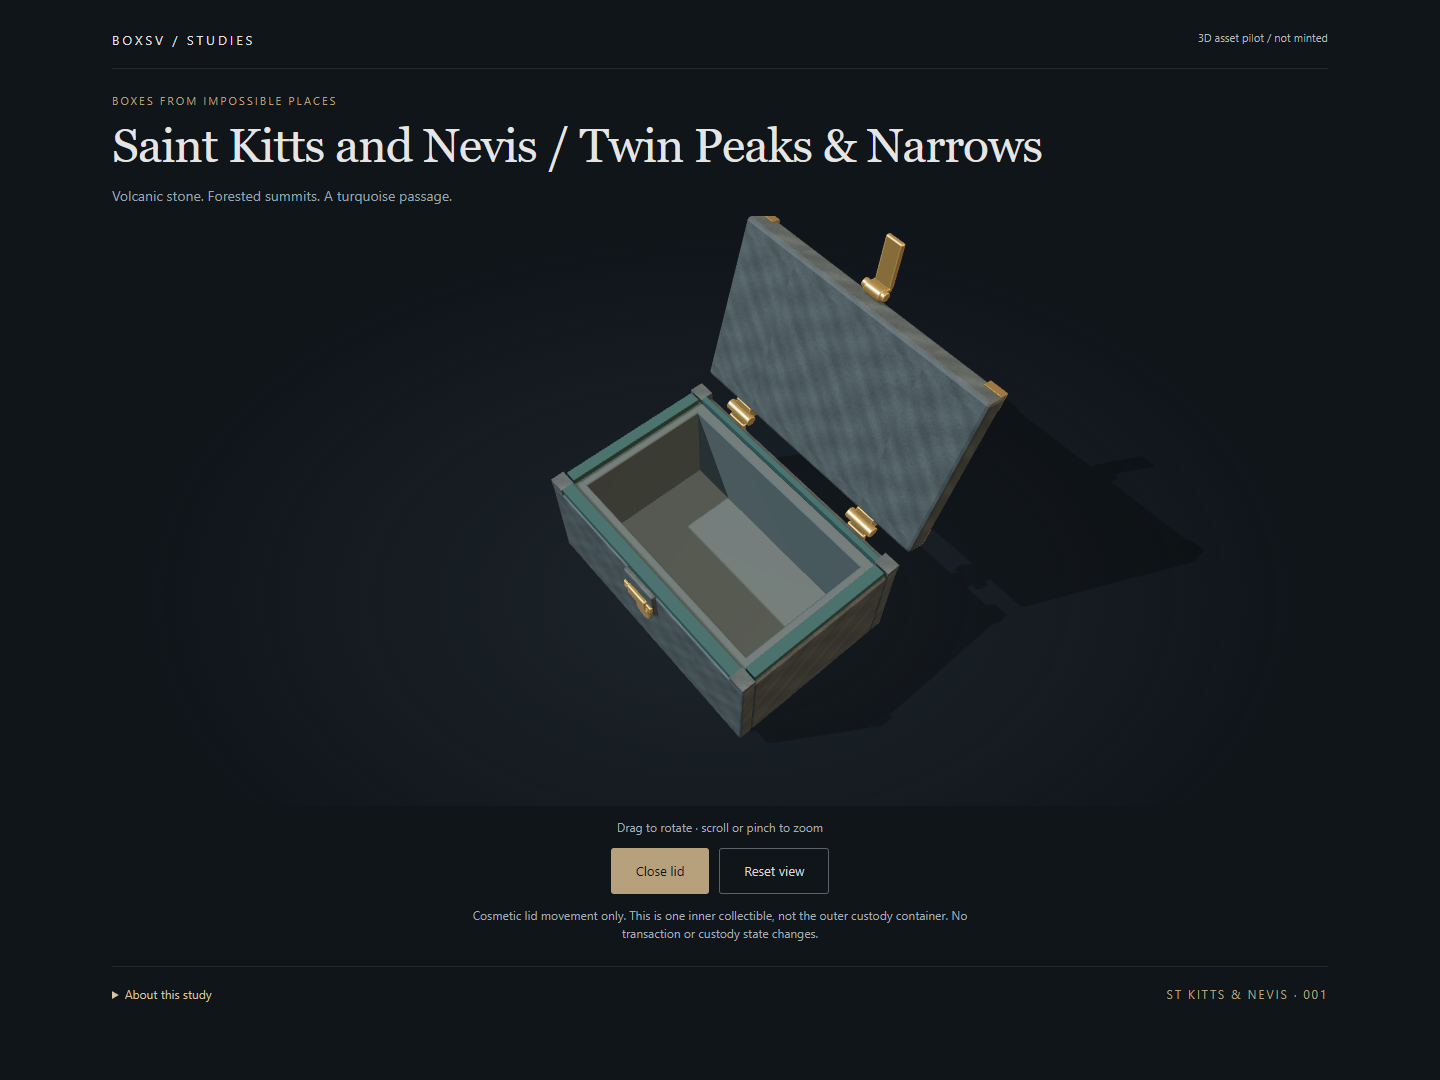 BOXSV / STUDIES
3D asset pilot / not minted
BOXES FROM IMPOSSIBLE PLACES
Saint Kitts and Nevis / Twin Peaks & Narrows
Volcanic stone. Forested summits. A turquoise passage.
Drag to rotate · scroll or pinch to zoom
Close lid
Reset view
Cosmetic lid movement only. This is one inner collectible, not the outer custody container. No
transaction or custody state changes.
About this study
ST KITTS & NEVIS · 001